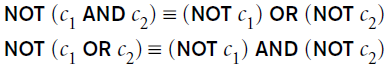 NOT (c₁ AND c₂) ≡ (NOT c₁) OR (NOT c₂)
NOT (c₁ OR c₂) ≡ (NOT c₁) AND (NOT c₂)